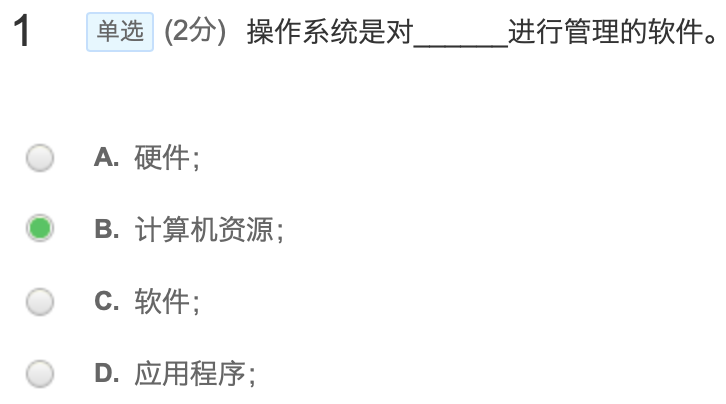 1 单选 (2分) 操作系统是对______进行管理的软件。
A. 硬件;
B. 计算机资源;
C. 软件;
D. 应用程序;